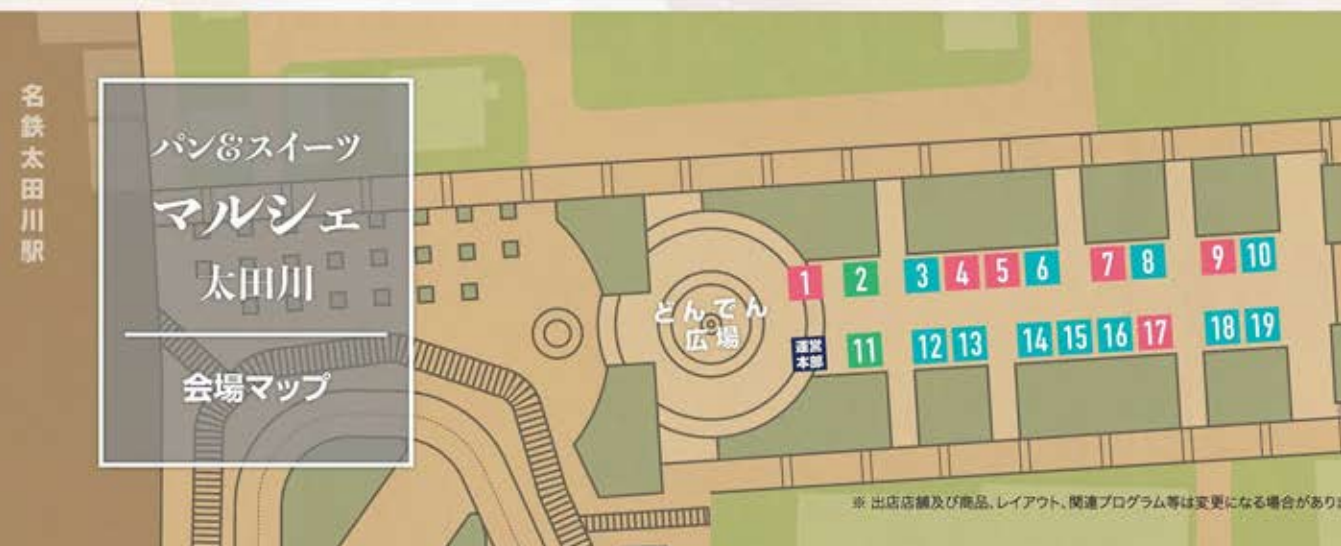 名鉄太田川駅
パン&スイーツ
マルシェ
太田川
会場マップ
どんでん
広場
1 2 3 4 5 6 7 8 9 10
運営
本部
11 12 13 14 15 16 17 18 19
※ 出店店舗及び商品、レイアウト、関連プログラム等は変更になる場合があり